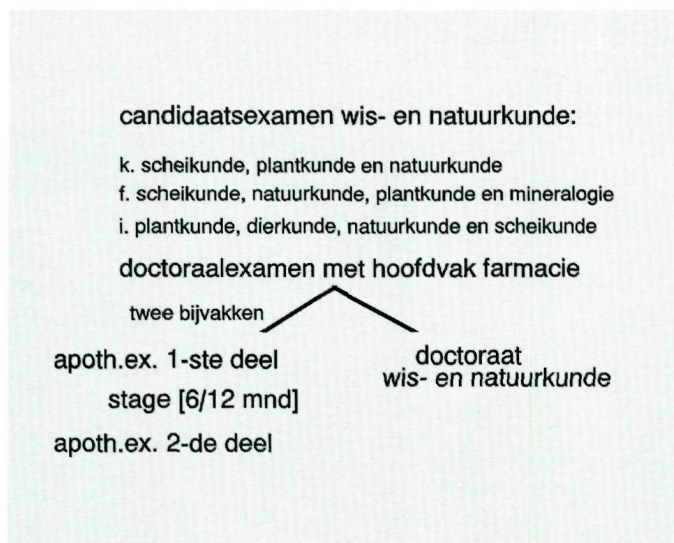 candidaatsexamen wis- en natuurkunde:
k. scheikunde, plantkunde en natuurkunde
f. scheikunde, natuurkunde, plantkunde en mineralogie
i. plantkunde, dierkunde, natuurkunde en scheikunde
doctoraalexamen met hoofdvak farmacie
twee bijvakken
apoth.ex. 1-ste deel
stage [6/12 mnd]
apoth.ex. 2-de deel
doctoraat
wis- en natuurkunde